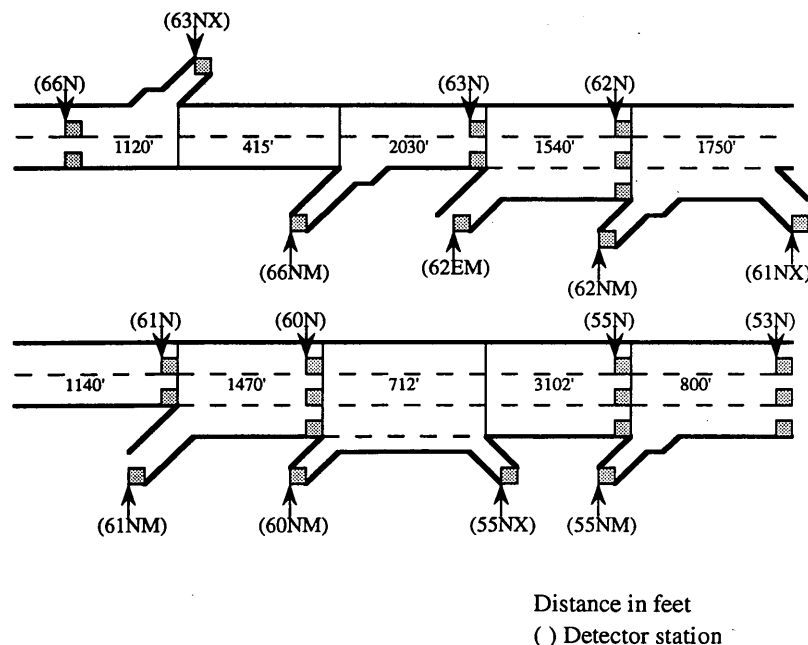 (63NX)
(66N) (63N) (62N)
1120' 415' 2030' 1540' 1750'
(66NM) (62EM) (62NM) (61NX)
(61N) (60N) (55N) (53N)
1140' 1470' 712' 3102' 800'
(61NM) (60NM) (55NX) (55NM)
Distance in feet
( ) Detector station